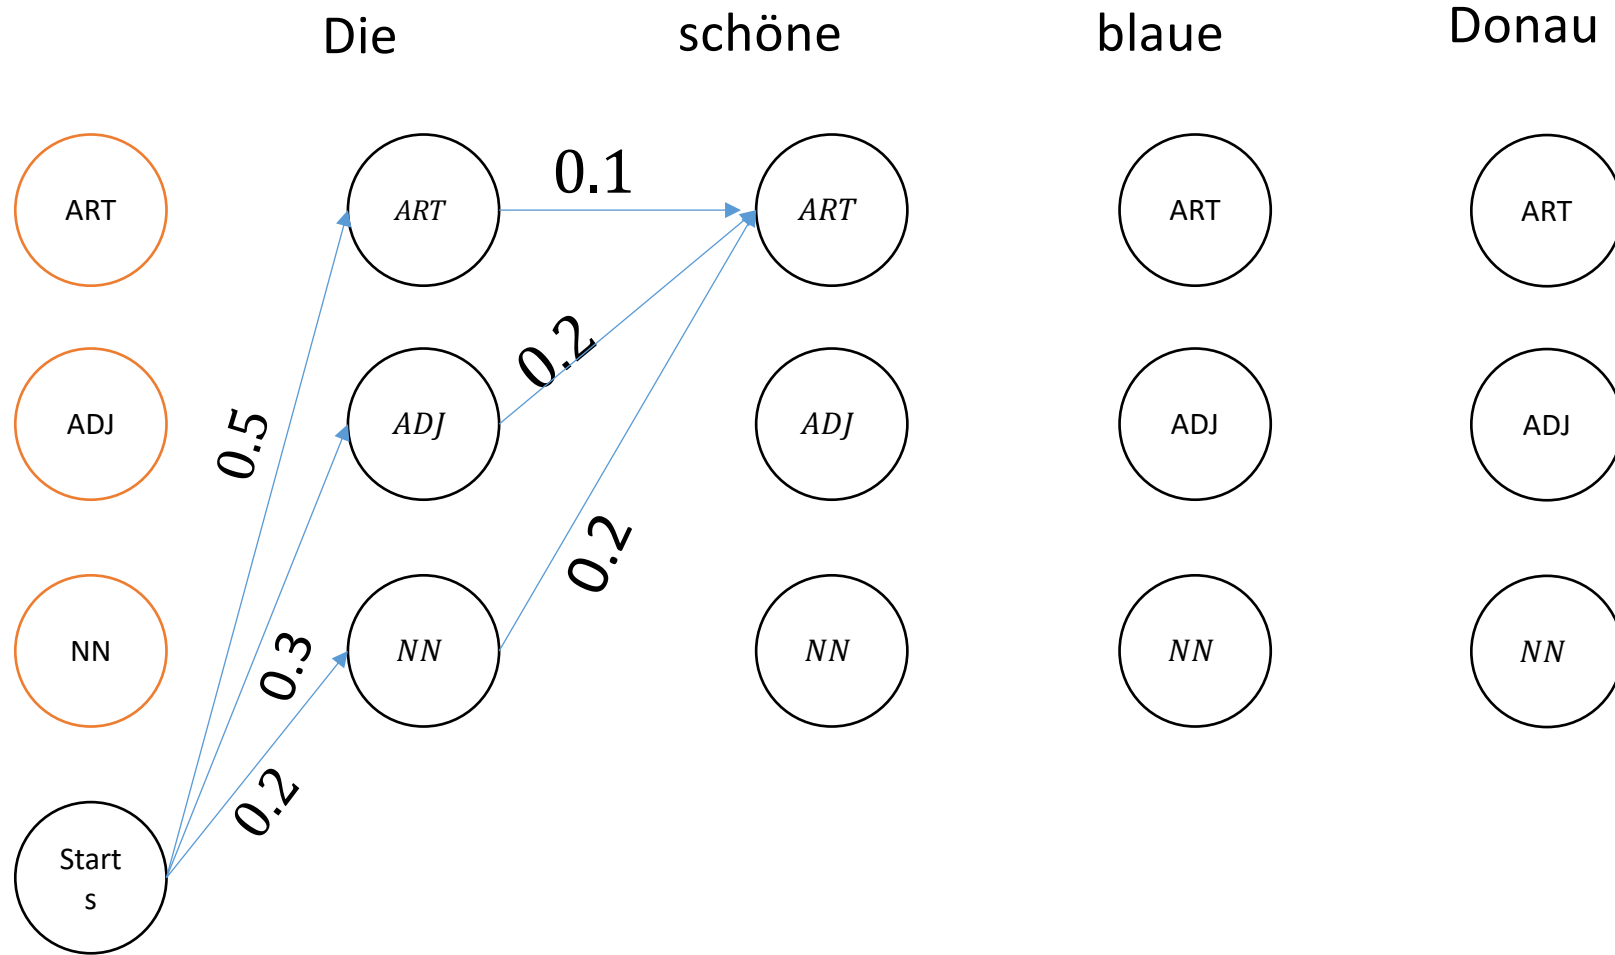 Die schöne blaue Donau
0.1
ART ART ART ART ART
0.2
0.5
ADJ ADJ ADJ ADJ ADJ
0.2
0.3
NN NN NN NN NN
0.2
Start
s